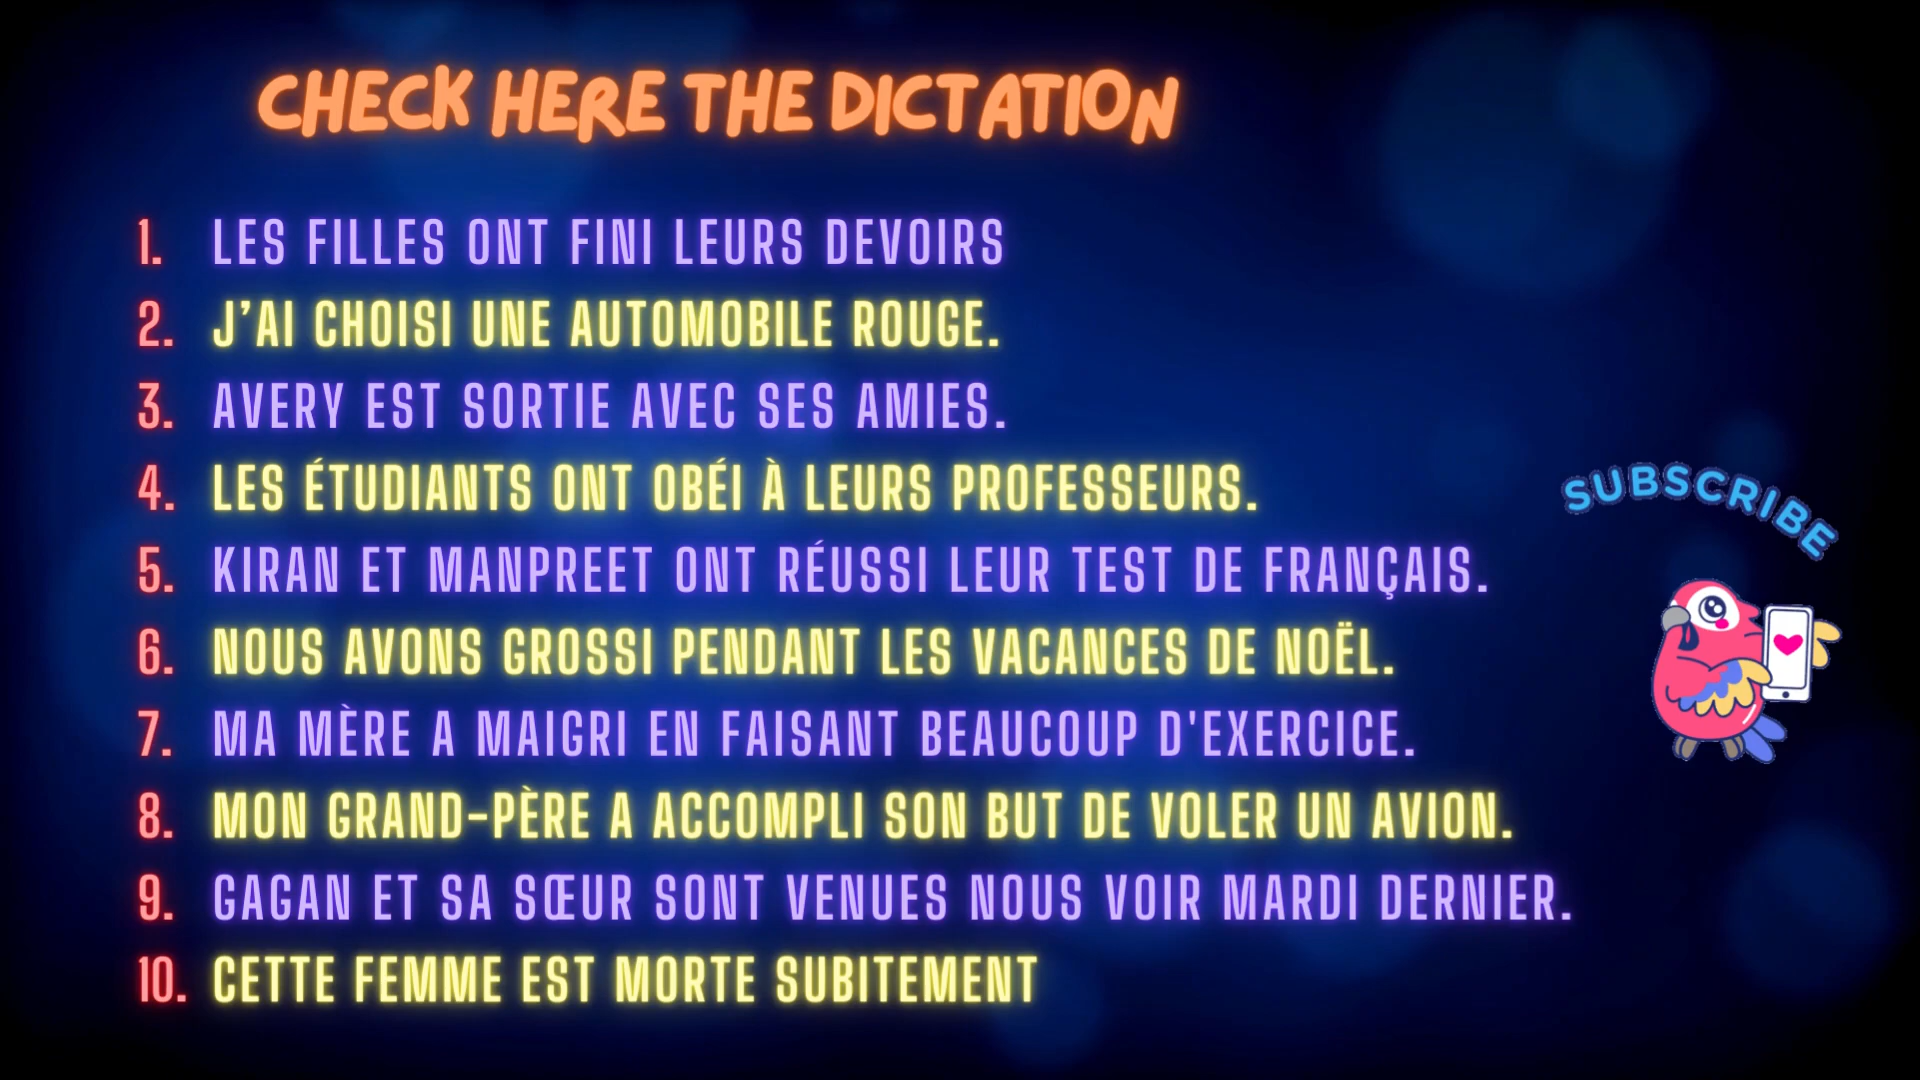 CHECK HERE THE DICTATION
1. LES FILLES ONT FINI LEURS DEVOIRS
2. J’AI CHOISI UNE AUTOMOBILE ROUGE.
3. AVERY EST SORTIE AVEC SES AMIES.
4. LES ÉTUDIANTS ONT OBÉI À LEURS PROFESSEURS.
5. KIRAN ET MANPREET ONT RÉUSSI LEUR TEST DE FRANÇAIS.
6. NOUS AVONS GROSSI PENDANT LES VACANCES DE NOËL.
7. MA MÈRE A MAIGRI EN FAISANT BEAUCOUP D'EXERCICE.
8. MON GRAND-PÈRE A ACCOMPLI SON BUT DE VOLER UN AVION.
9. GAGAN ET SA SŒUR SONT VENUES NOUS VOIR MARDI DERNIER.
10. CETTE FEMME EST MORTE SUBITEMENT
SUBSCRIBE